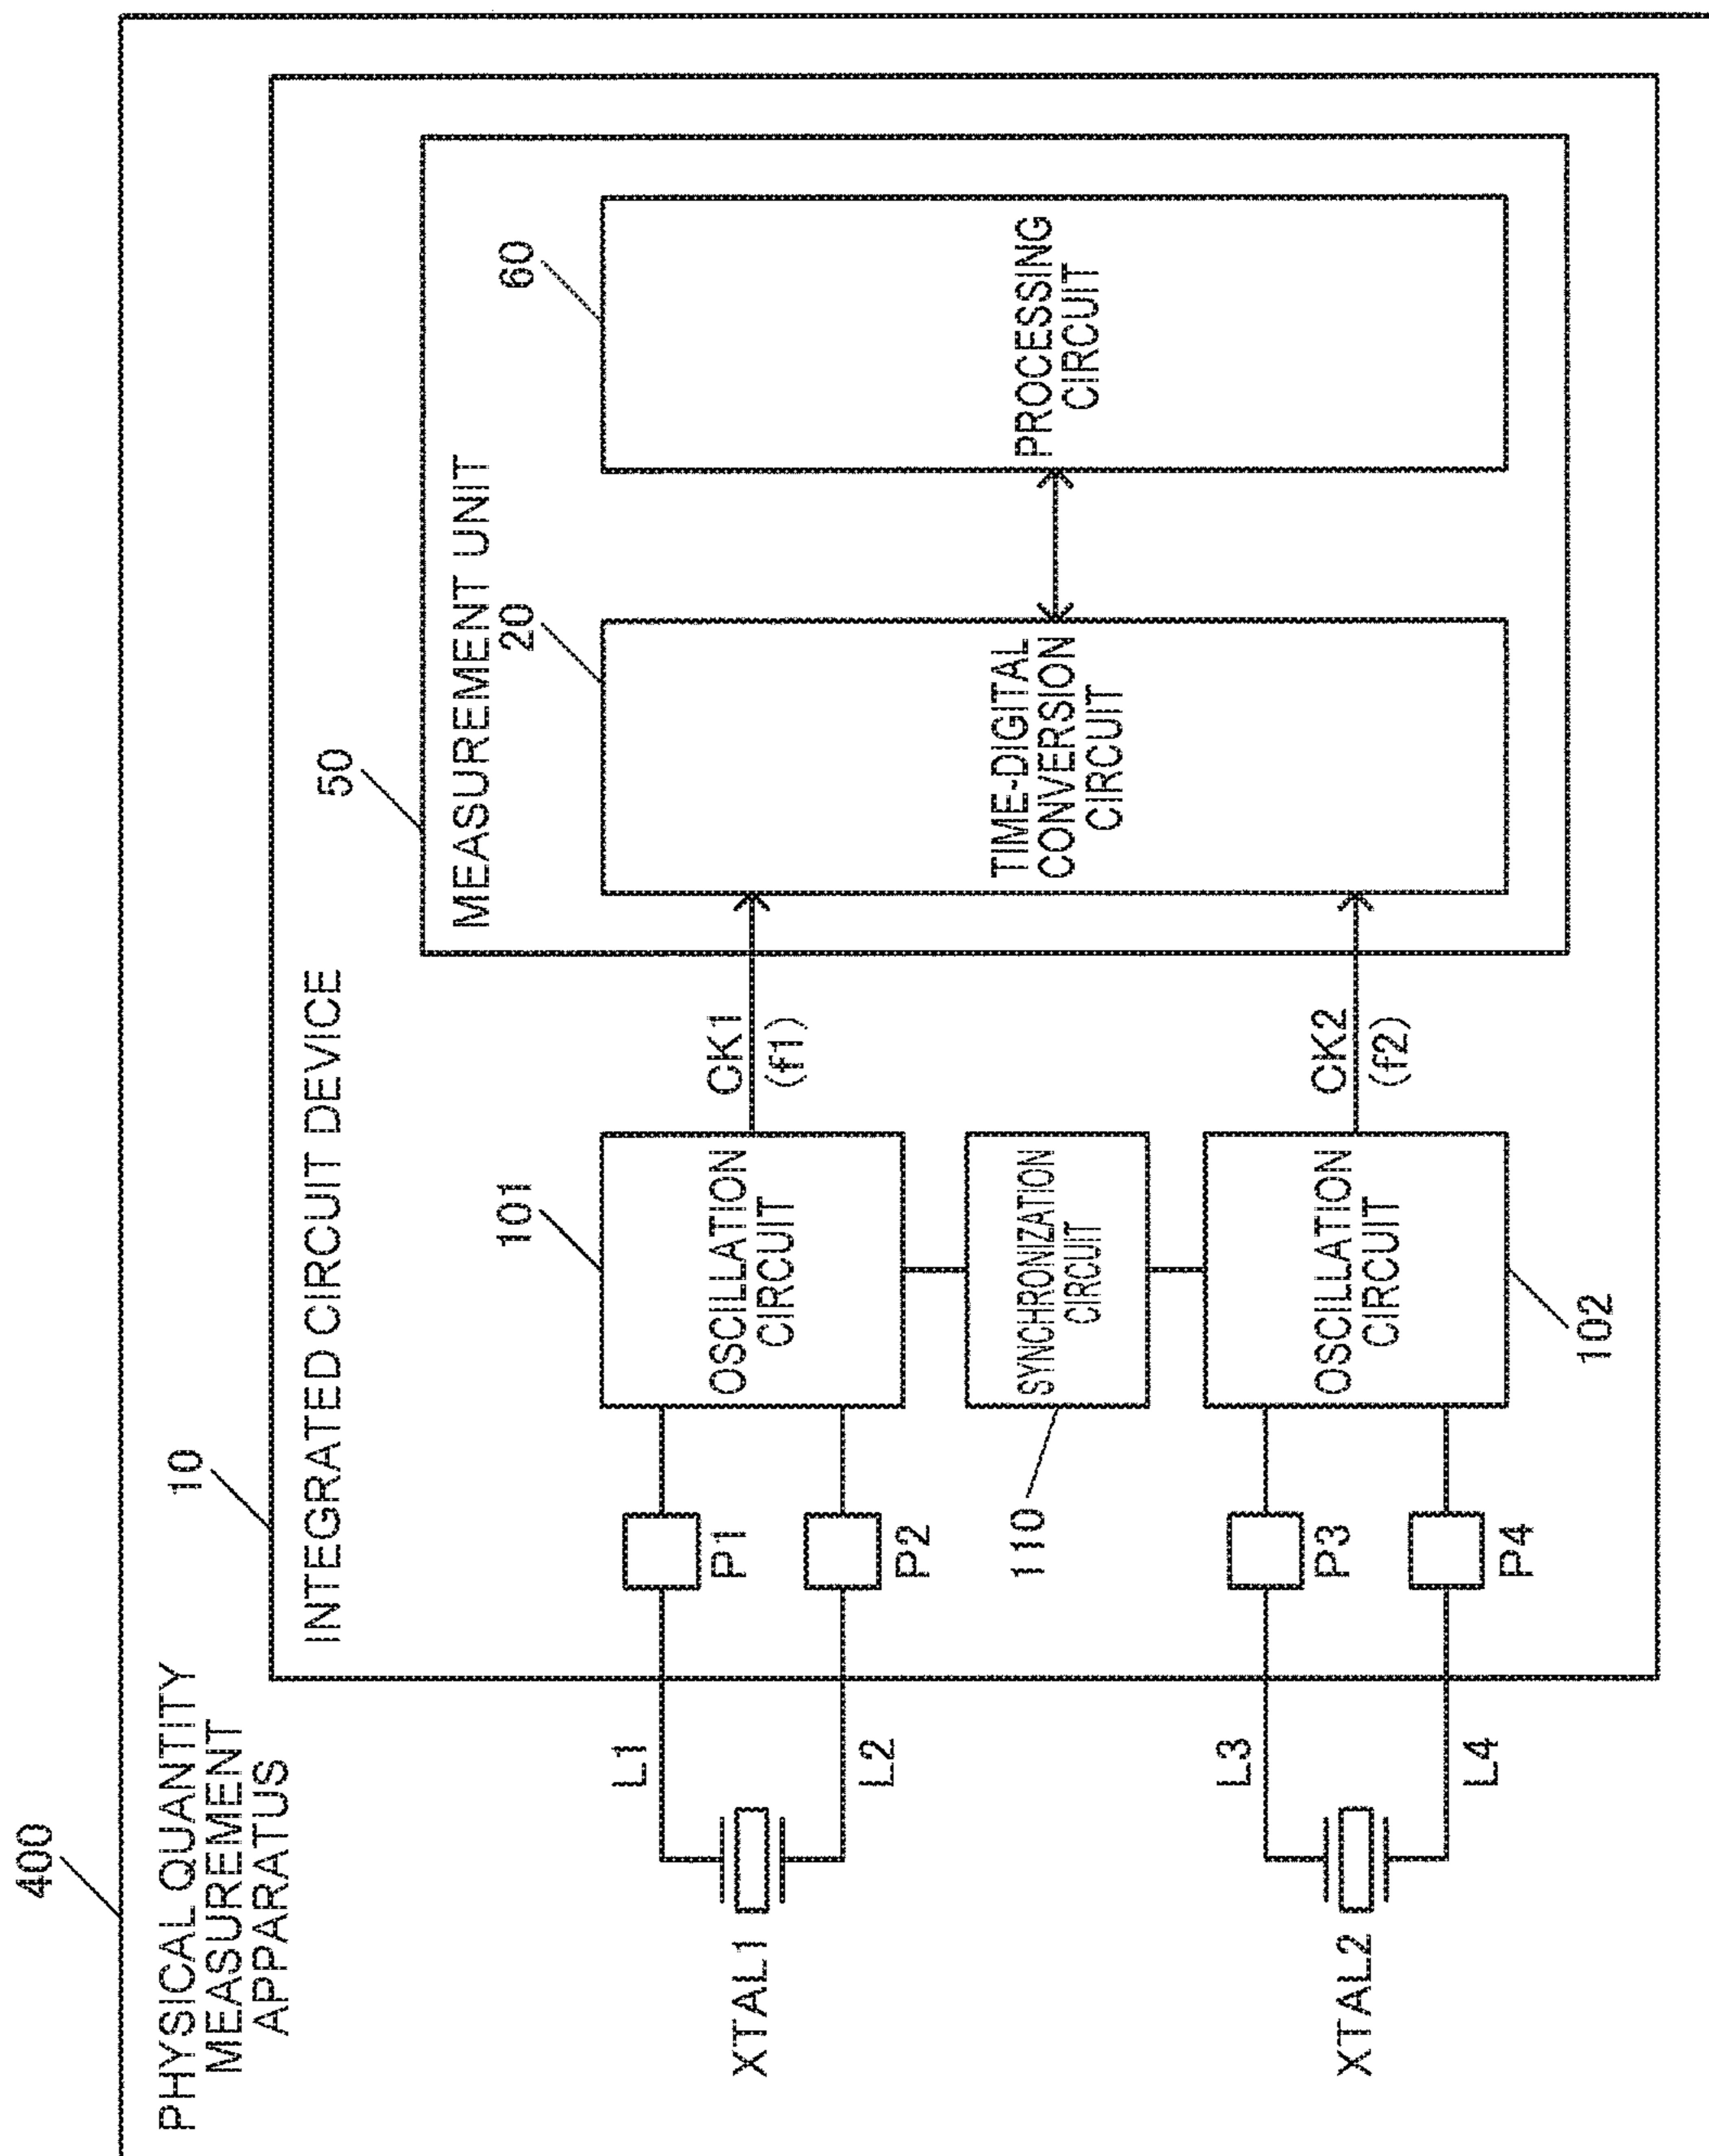 400
PHYSICAL QUANTITY
MEASUREMENT
APPARATUS
10
INTEGRATED CIRCUIT DEVICE
50
MEASUREMENT UNIT
XTAL1
L1
L2
P1
P2
101
OSCILLATION
CIRCUIT
CK1
(f1)
20
TIME-DIGITAL
CONVERSION
CIRCUIT
60
PROCESSING
CIRCUIT
110
SYNCHRONIZATION
CIRCUIT
XTAL2
L3
L4
P3
P4
OSCILLATION
CIRCUIT
102
CK2
(f2)